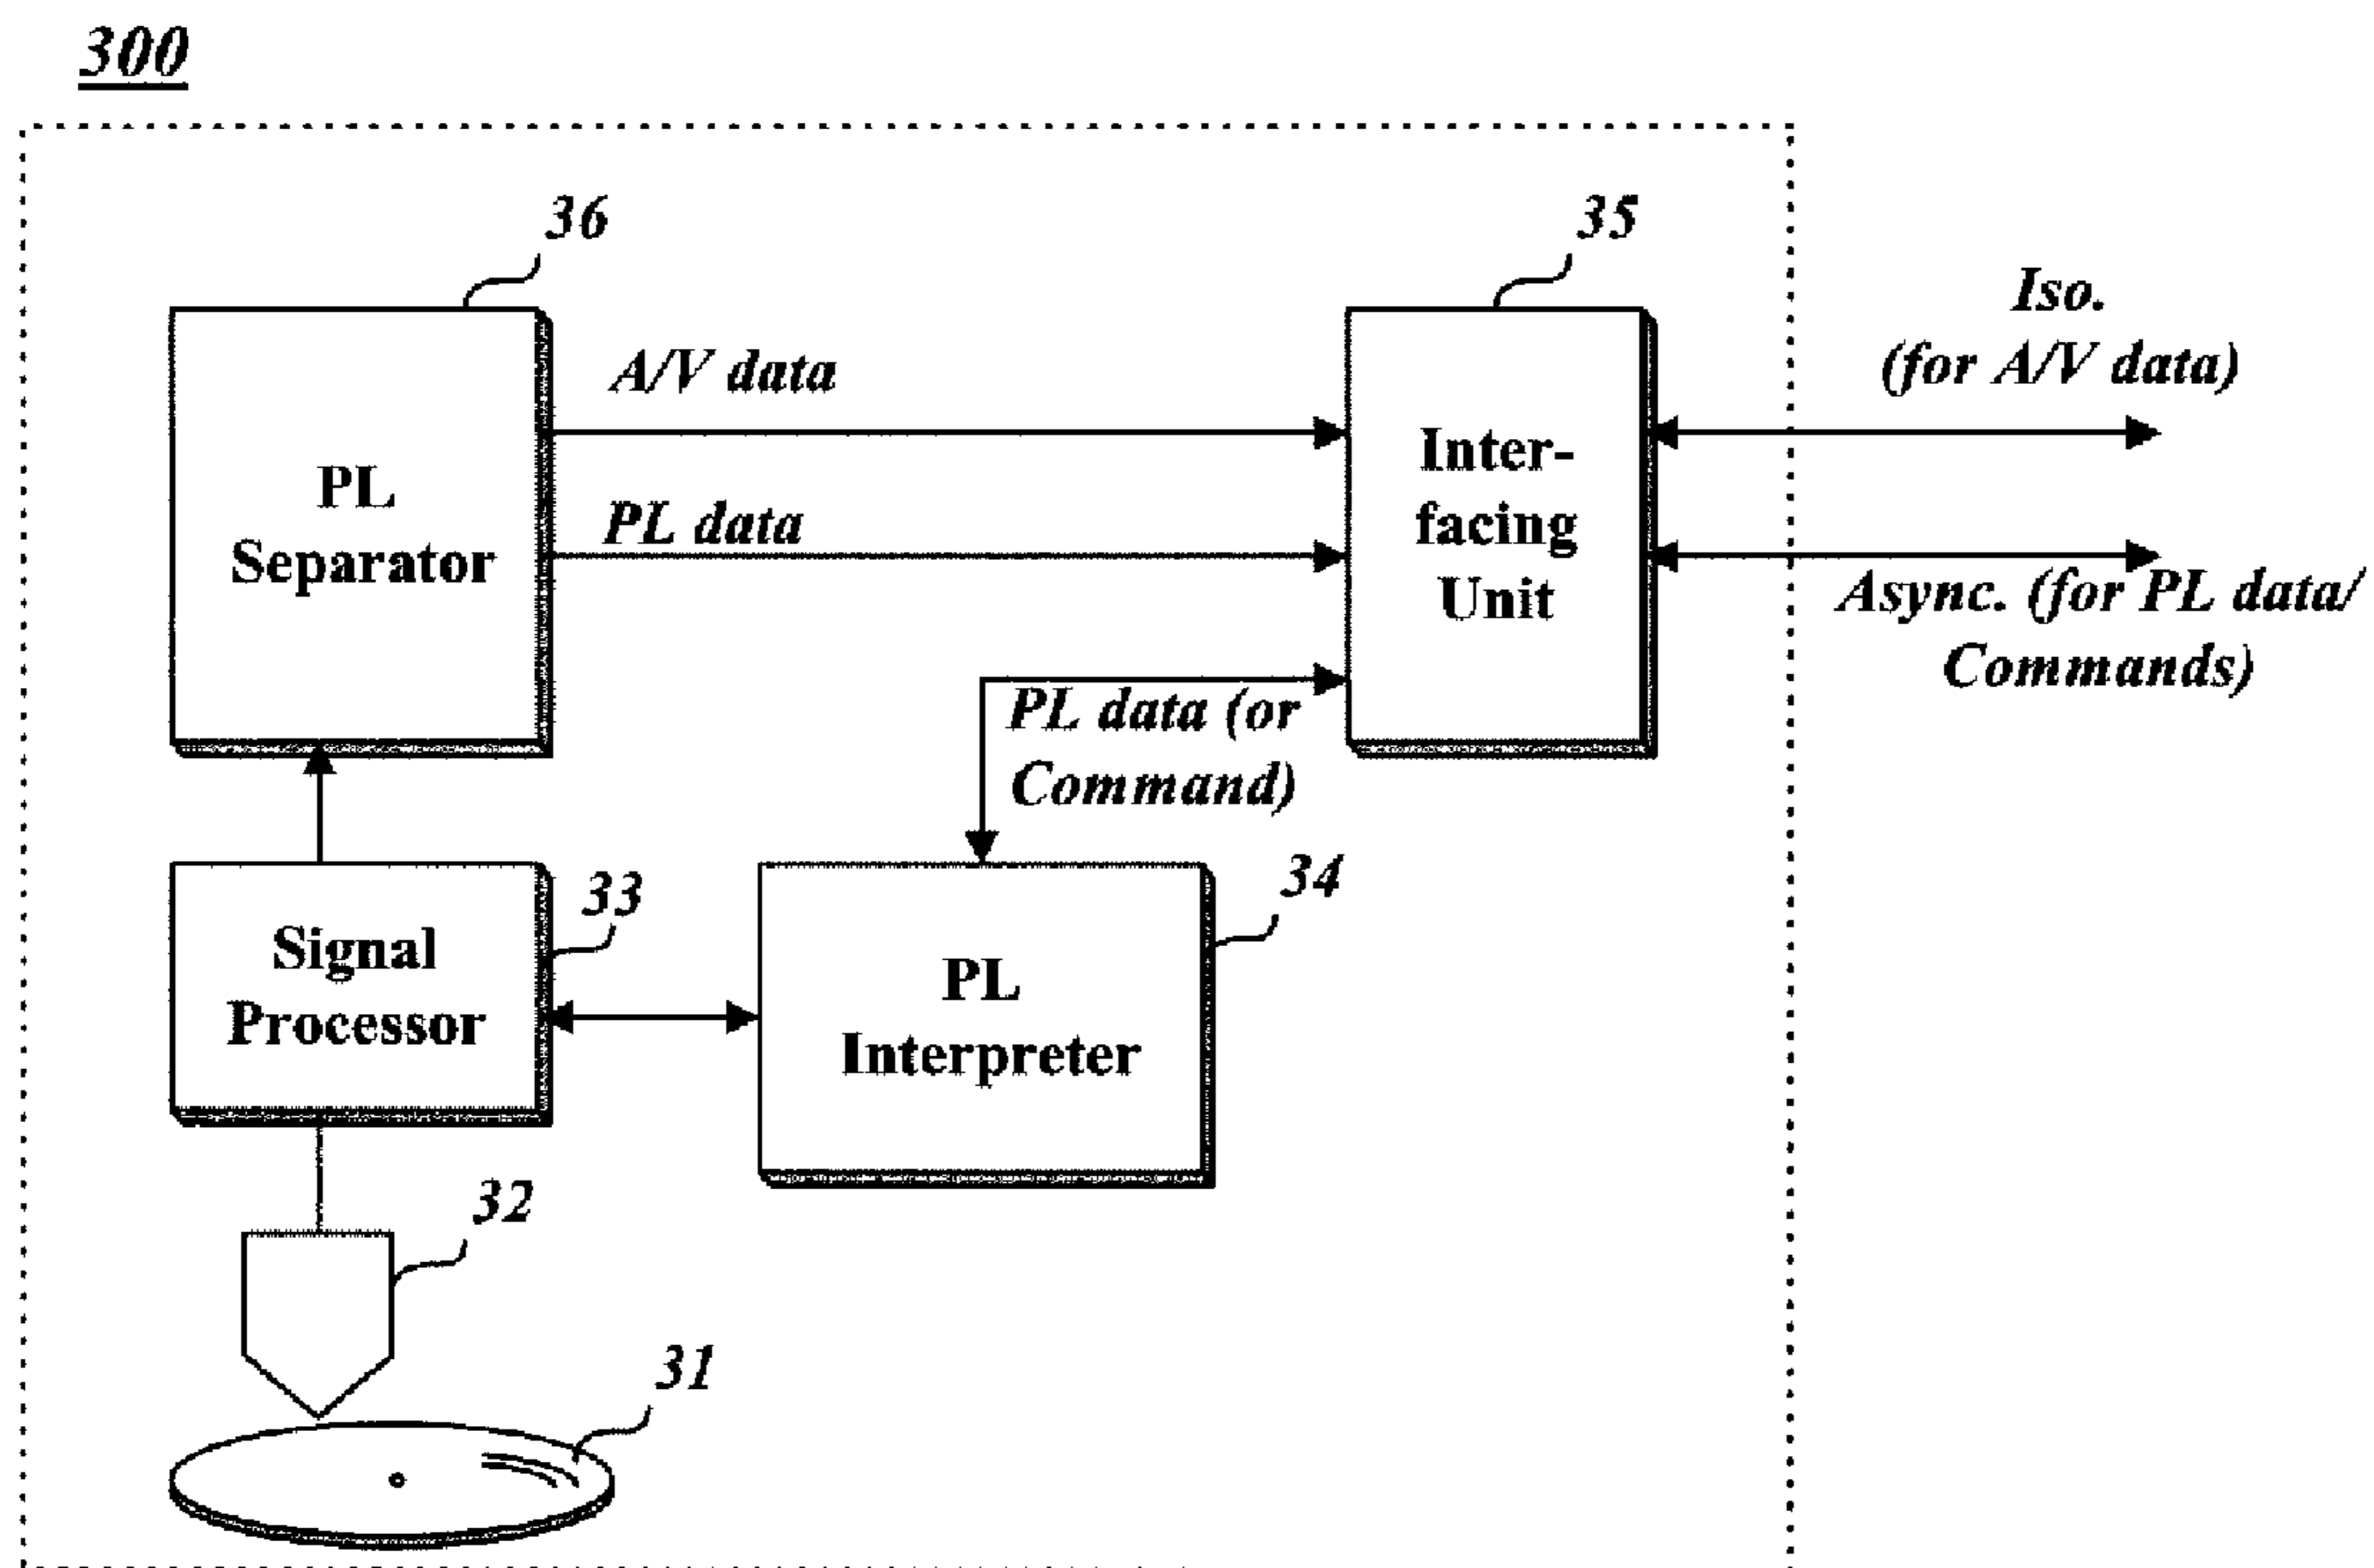 300
36
35
Iso.
(for A/V data)
A/V data
PL
Separator
PL data
Inter-
facing
Unit
Async. (for PL data/
Commands)
PL data (or
Command)
33
34
Signal
Processor
PL
Interpreter
32
31